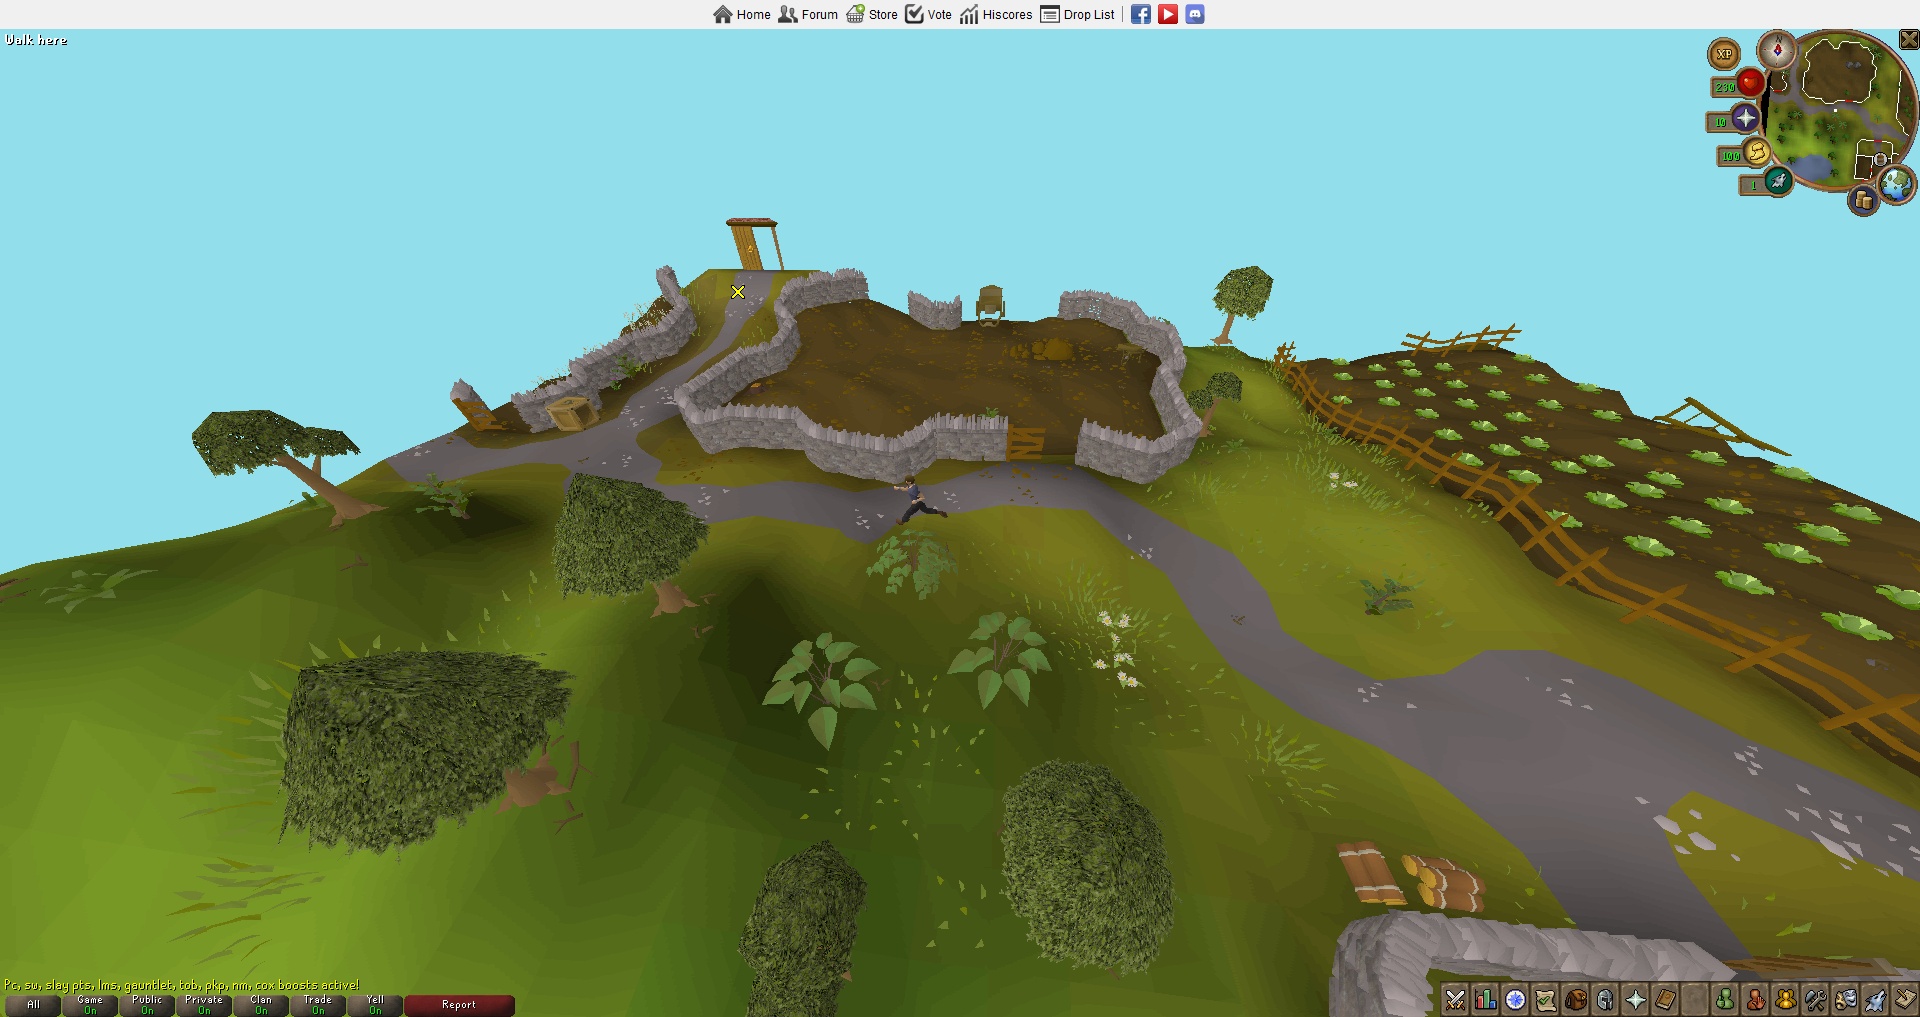 Home Forum Store Vote Hiscores Drop List
Walk here
N
XP
230
10
100
1
Pc, sw, slay pts, lms, gauntlet, tob, pkp, nm, cox boosts active!
All Game Public Private Clan Trade Yell Report
On On On On On On